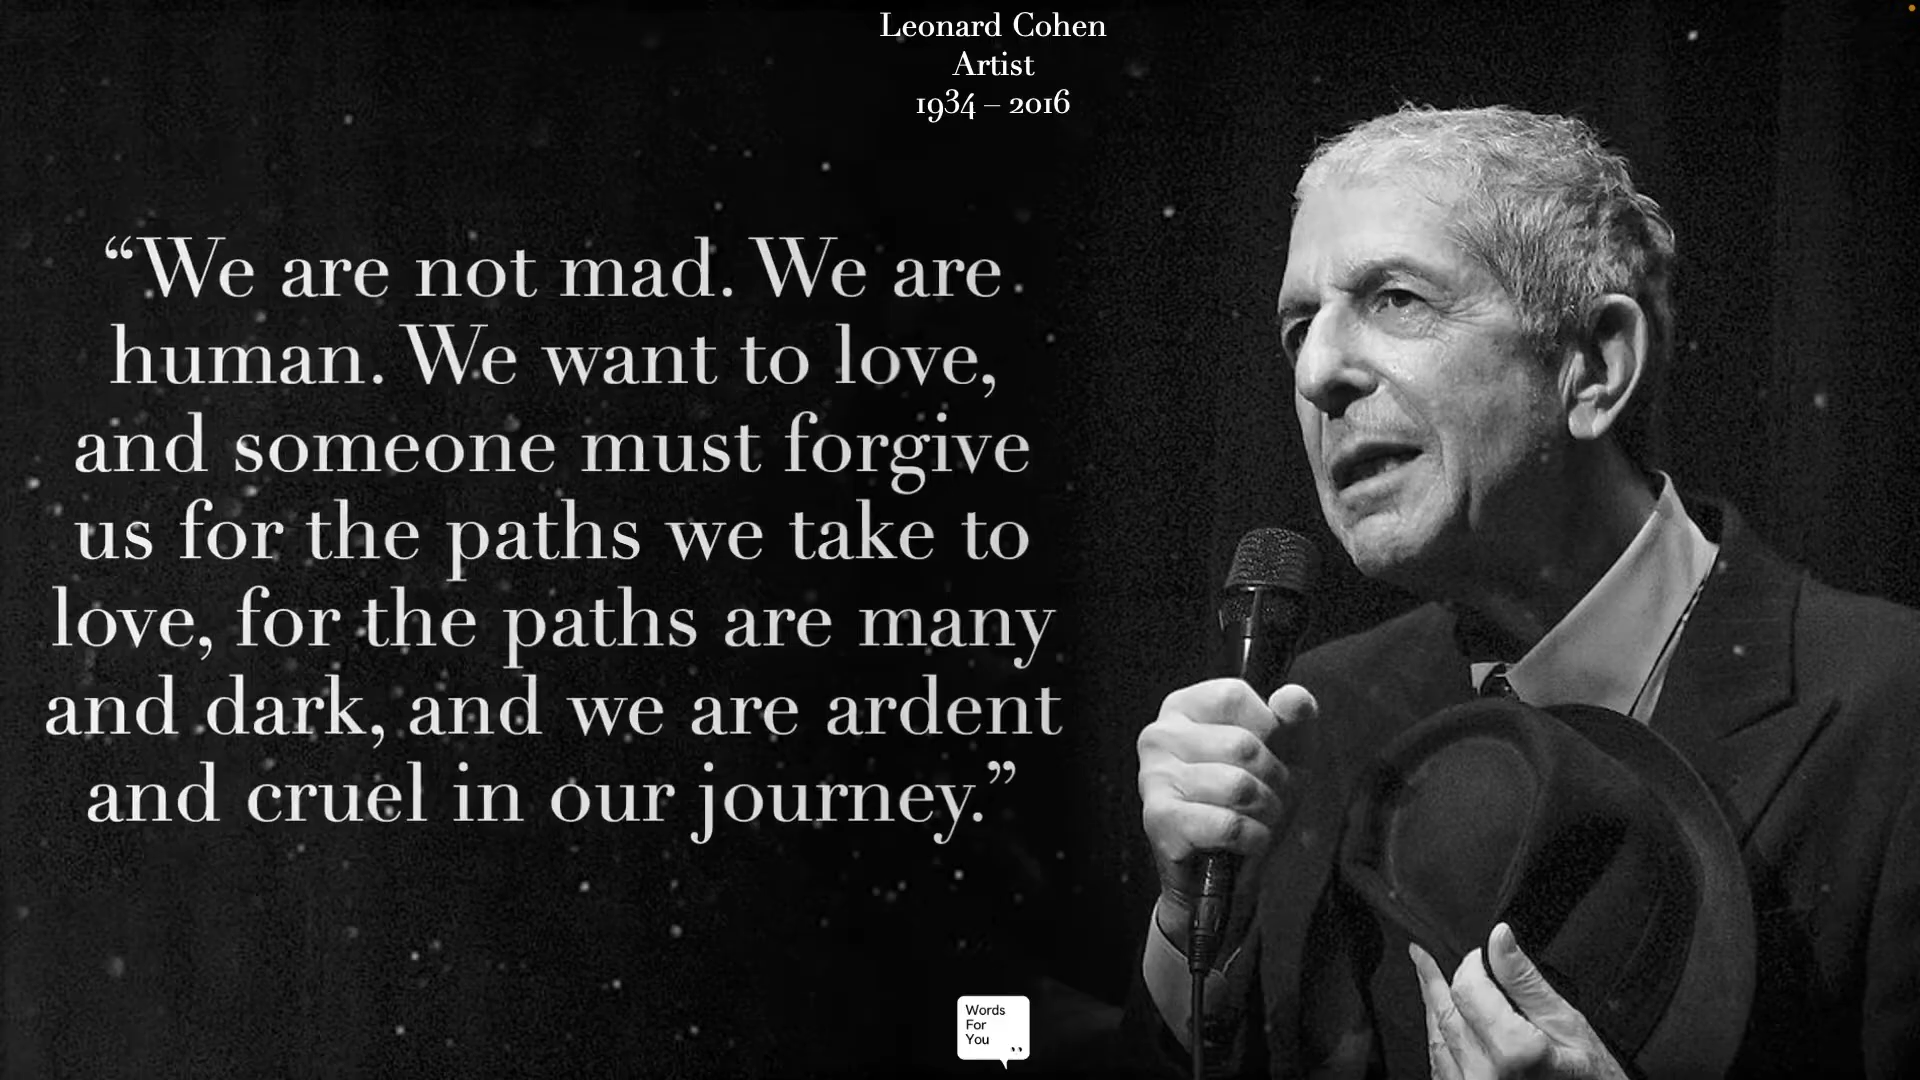 Leonard Cohen
Artist
1934 – 2016
“We are not mad. We are
human. We want to love,
and someone must forgive
us for the paths we take to
love, for the paths are many
and dark, and we are ardent
and cruel in our journey.”
Words
For
You
,,